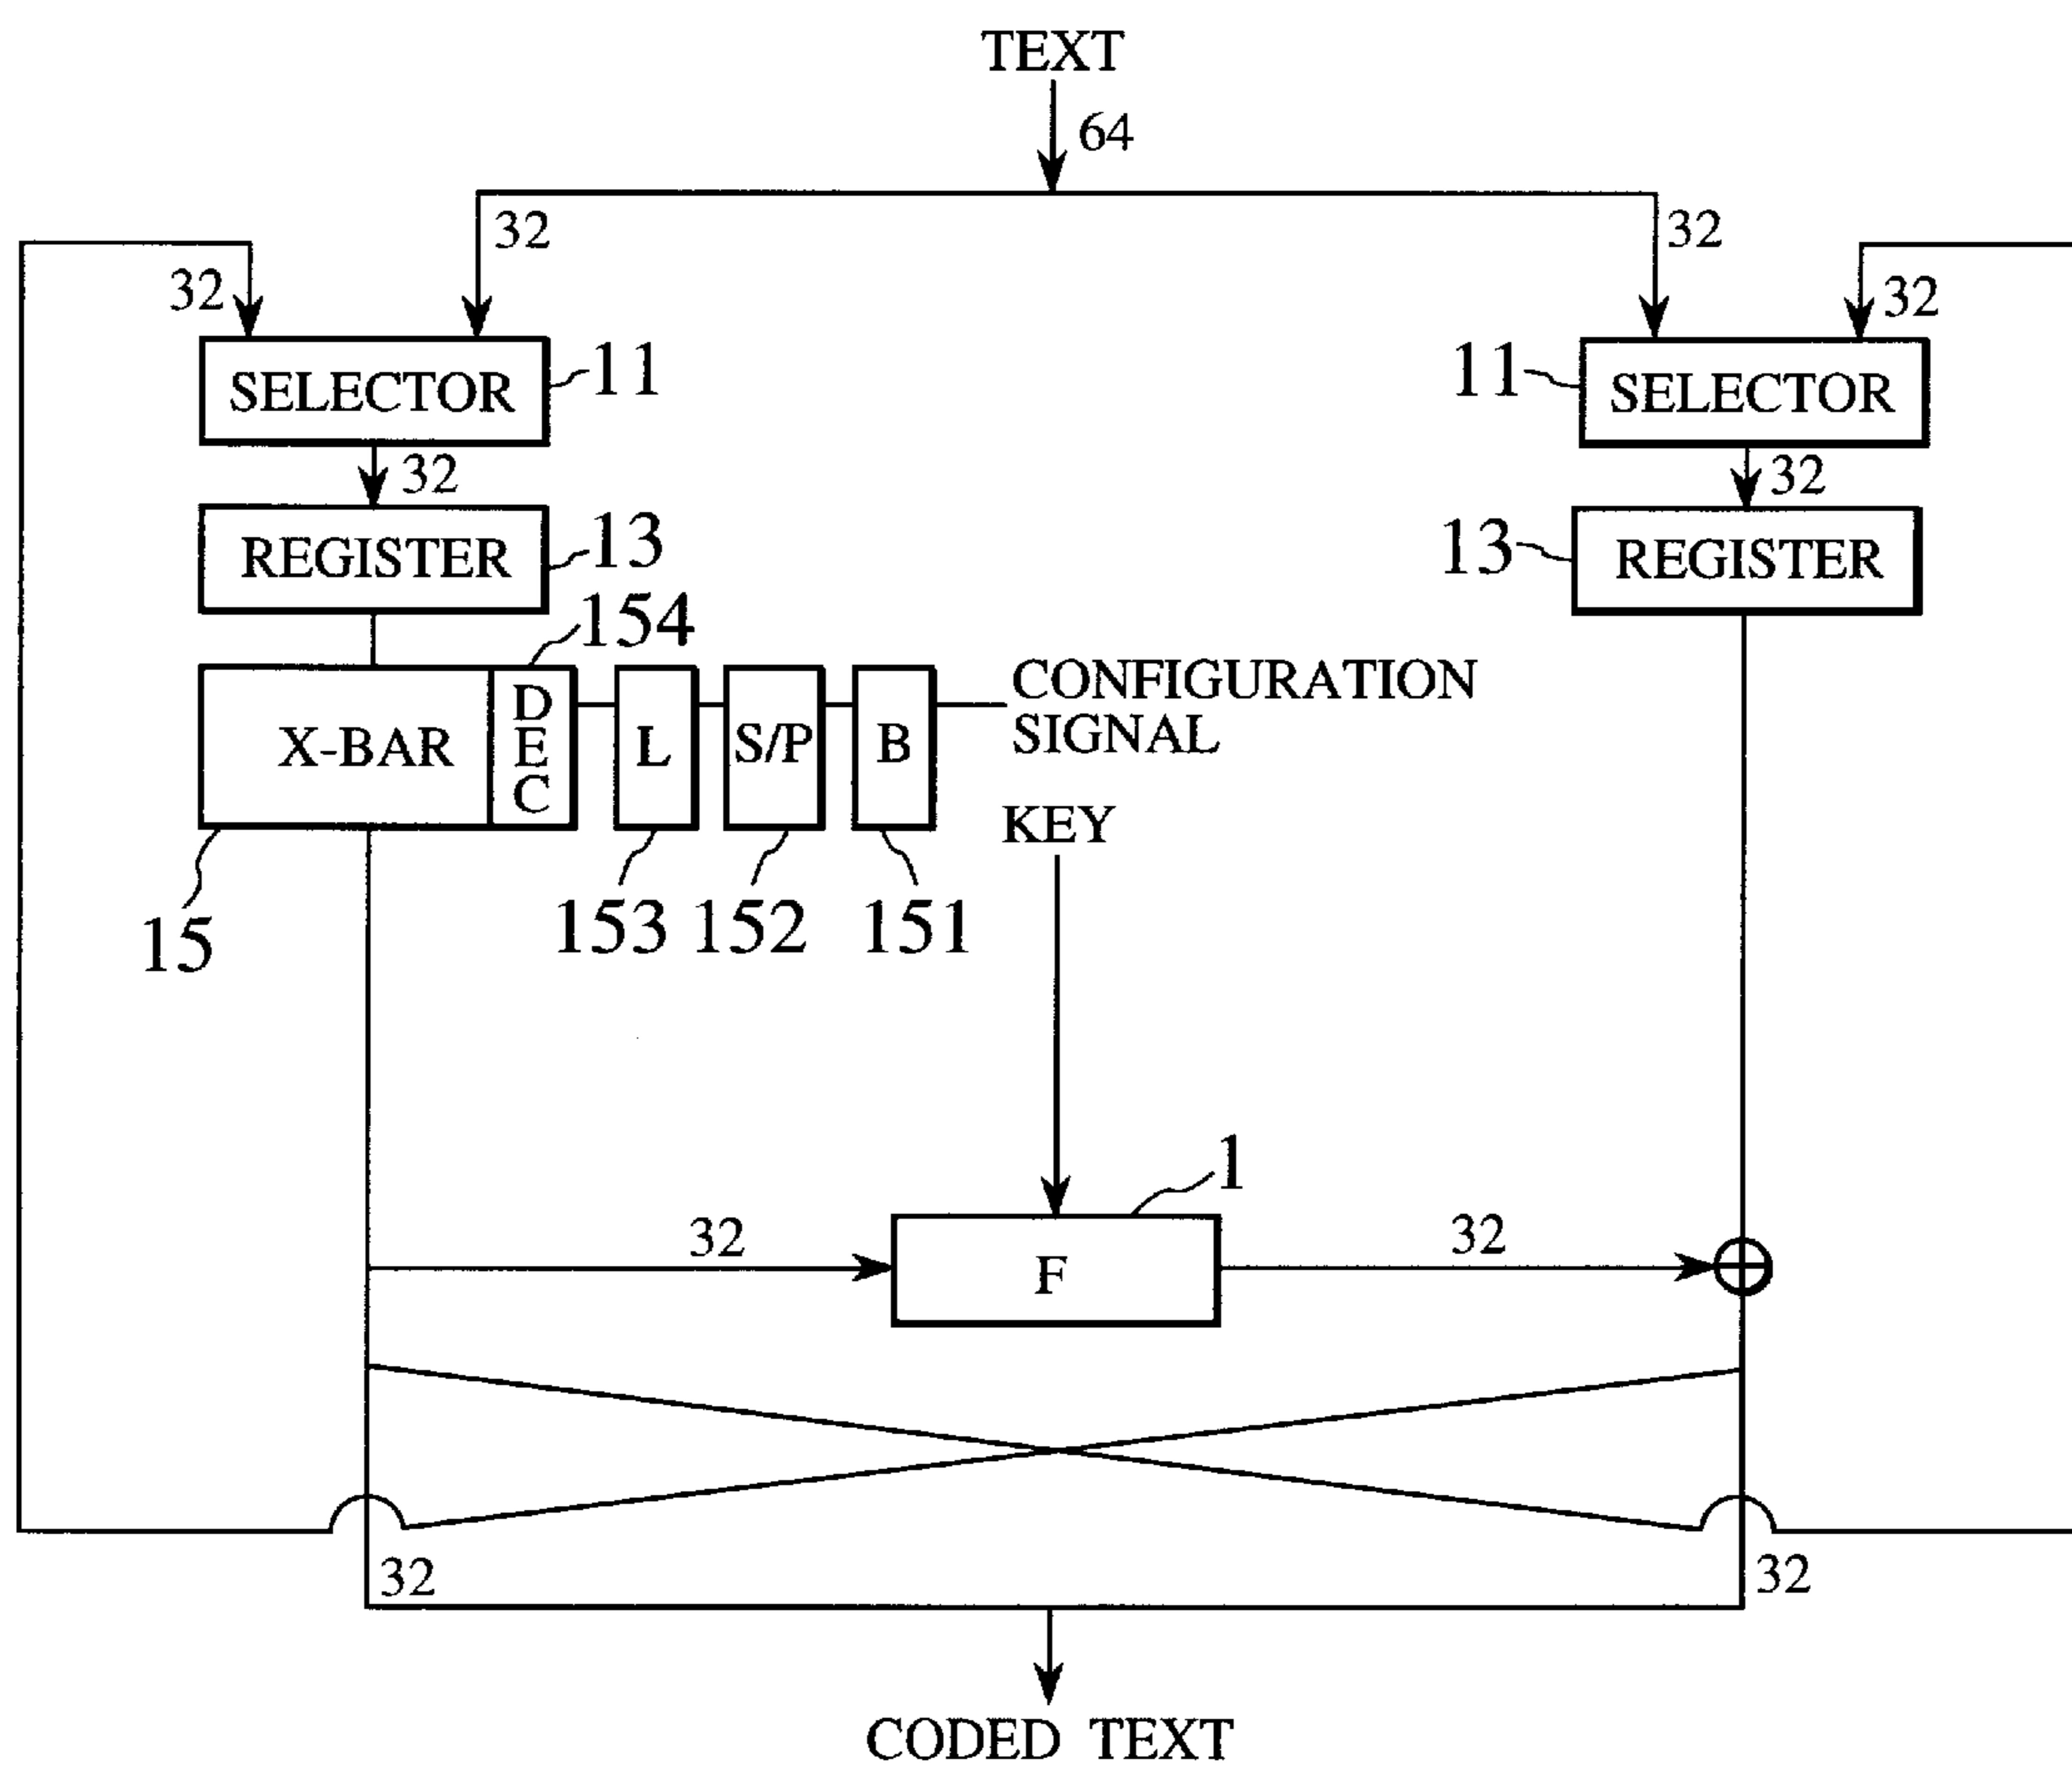 TEXT
64
32
32
32
32
SELECTOR
11
11
SELECTOR
32
32
REGISTER
13
13
REGISTER
154
X-BAR
DEC
L
S/P
B
CONFIGURATION
SIGNAL
KEY
15
153
152
151
1
32
F
32
32
32
CODED TEXT